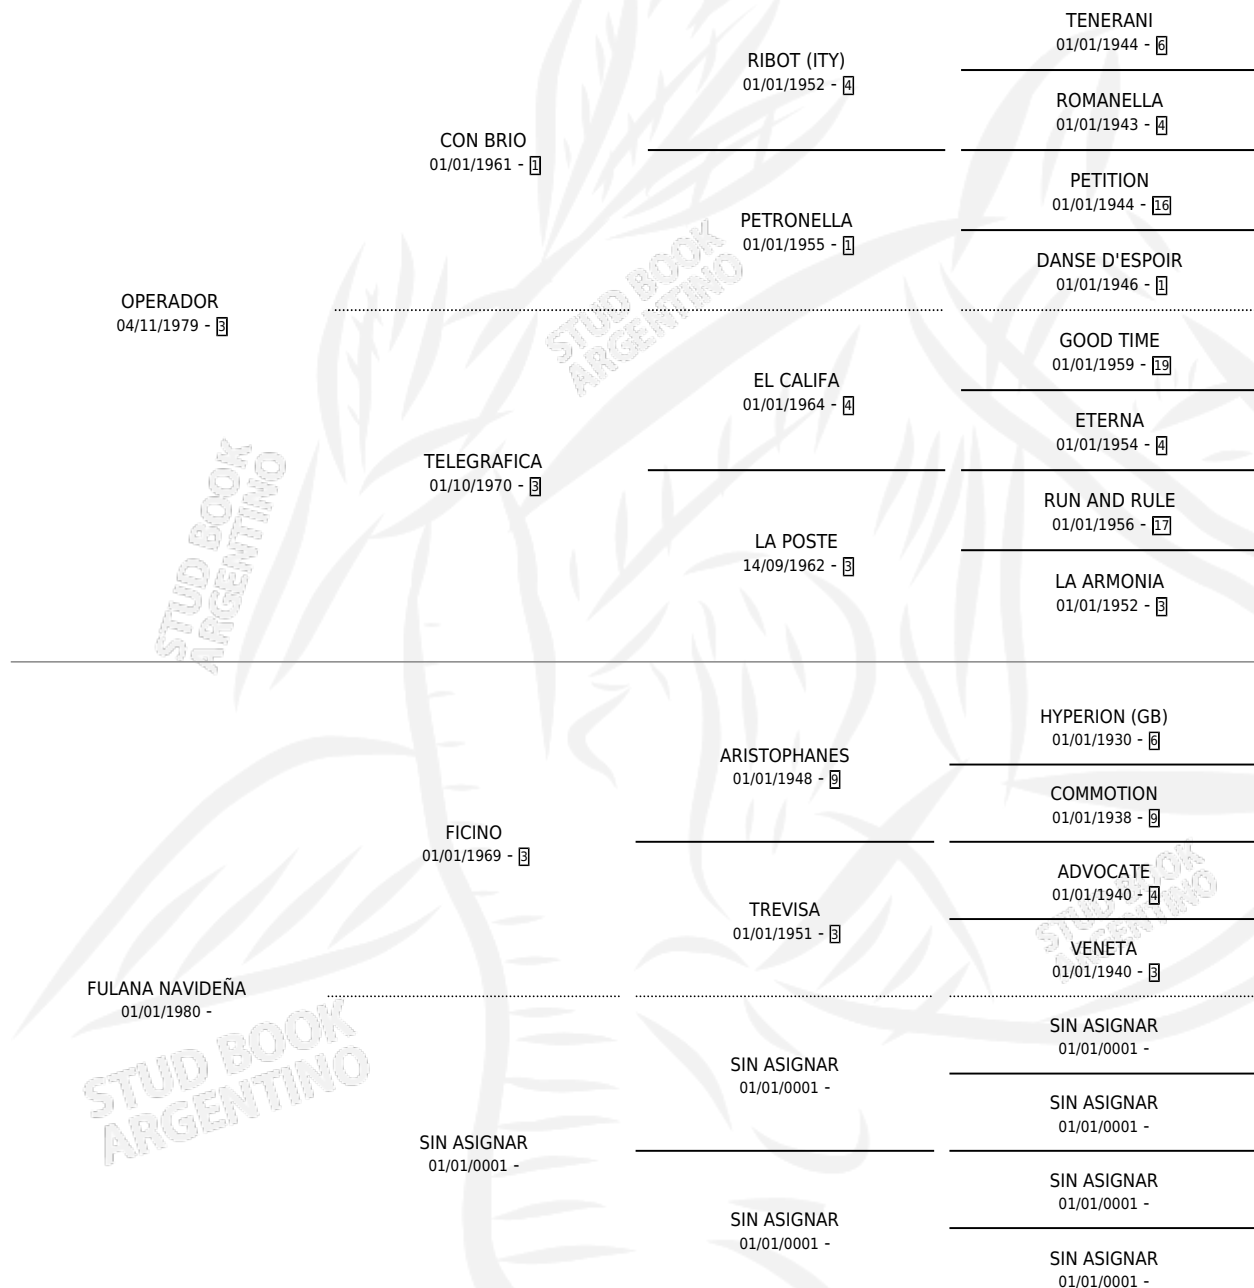 TENERANI
01/01/1944 - 6
RIBOT (ITY)
01/01/1952 - 4
ROMANELLA
01/01/1943 - 4
CON BRIO
01/01/1961 - 1
PETITION
01/01/1944 - 16
PETRONELLA
01/01/1955 - 1
DANSE D'ESPOIR
01/01/1946 - 1
OPERADOR
04/11/1979 - 3
GOOD TIME
01/01/1959 - 19
EL CALIFA
01/01/1964 - 4
ETERNA
01/01/1954 - 4
TELEGRAFICA
01/10/1970 - 3
RUN AND RULE
01/01/1956 - 17
LA POSTE
14/09/1962 - 3
LA ARMONIA
01/01/1952 - 3
HYPERION (GB)
01/01/1930 - 6
ARISTOPHANES
01/01/1948 - 9
COMMOTION
01/01/1938 - 9
FICINO
01/01/1969 - 3
ADVOCATE
01/01/1940 - 4
TREVISA
01/01/1951 - 3
VENETA
01/01/1940 - 3
FULANA NAVIDEÑA
01/01/1980 -
SIN ASIGNAR
01/01/0001 -
SIN ASIGNAR
01/01/0001 -
SIN ASIGNAR
01/01/0001 -
SIN ASIGNAR
01/01/0001 -
SIN ASIGNAR
01/01/0001 -
SIN ASIGNAR
01/01/0001 -
SIN ASIGNAR
01/01/0001 -
STUD BOOK
ARGENTINO
STUD BOOK
ARGENTINO
STUD BOOK
ARGENTINO
STUD BOOK
ARGENTINO